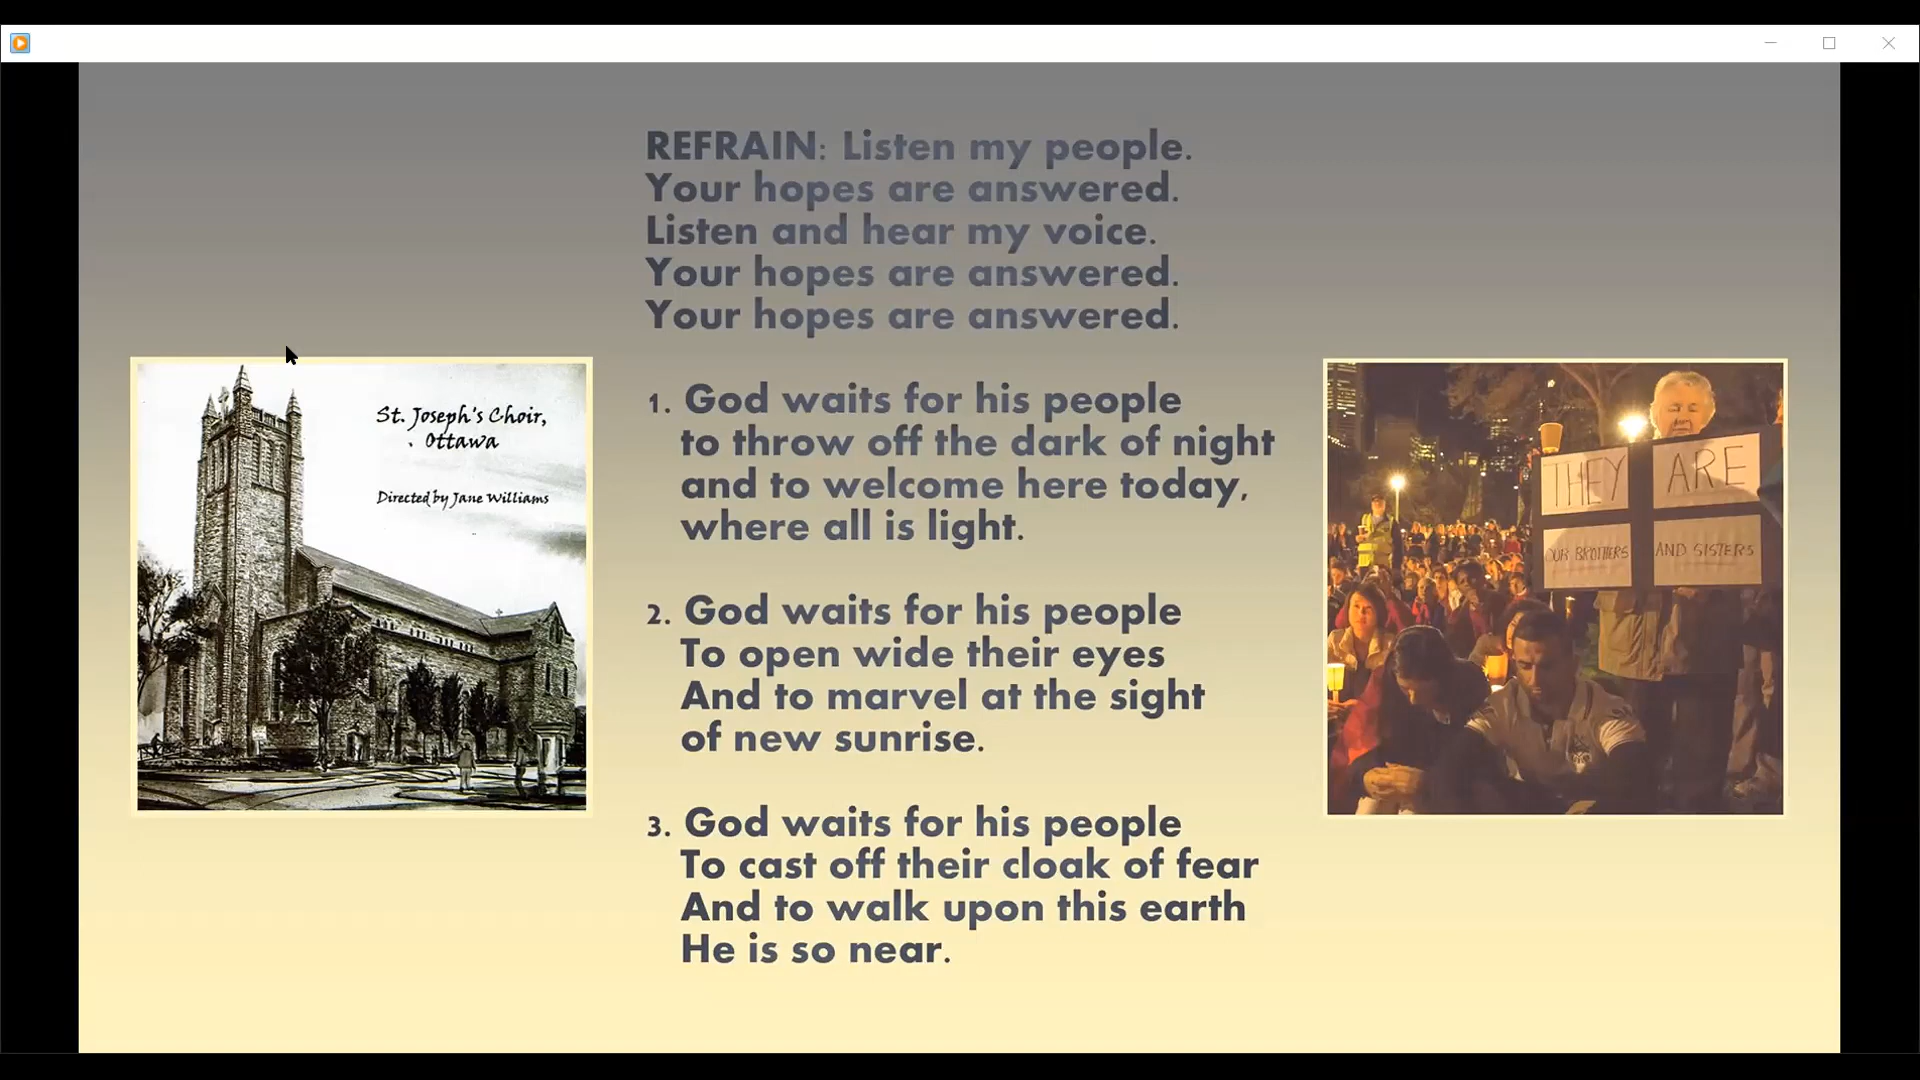 REFRAIN: Listen my people.
Your hopes are answered.
Listen and hear my voice.
Your hopes are answered.
Your hopes are answered.
1. God waits for his people
to throw off the dark of night
and to welcome here today,
where all is light.
2. God waits for his people
To open wide their eyes
And to marvel at the sight
of new sunrise.
3. God waits for his people
To cast off their cloak of fear
And to walk upon this earth
He is so near.
St. Joseph's Choir,
Ottawa
Directed by Jane Williams
THEY ARE
OUR BROTHERS AND SISTERS